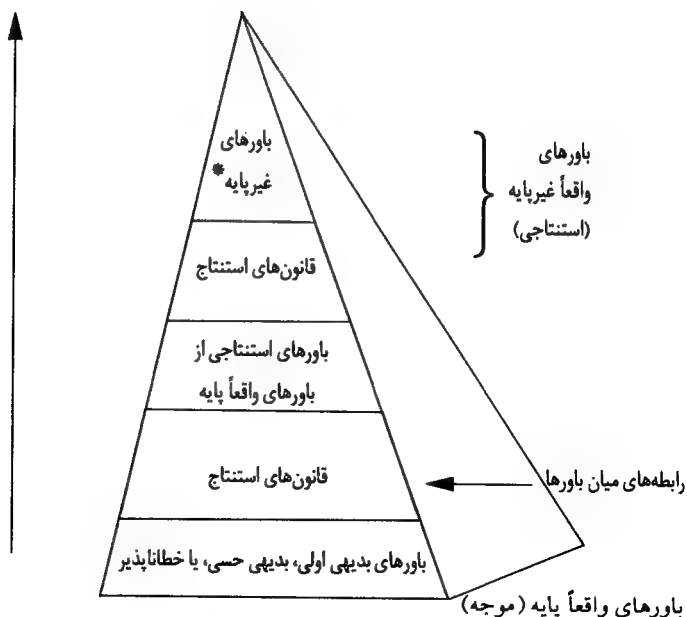 باورهای
غیرپایه*
باورهای
واقعاً غیرپایه
(استنتاجی)
قانون‌های استنتاج
باورهای استنتاجی از
باورهای واقعاً پایه
قانون‌های استنتاج
رابطه‌های میان باورها
باورهای بدیهی اولی، بدیهی حسی، یا خطاناپذیر
باورهای واقعاً پایه (موجه)